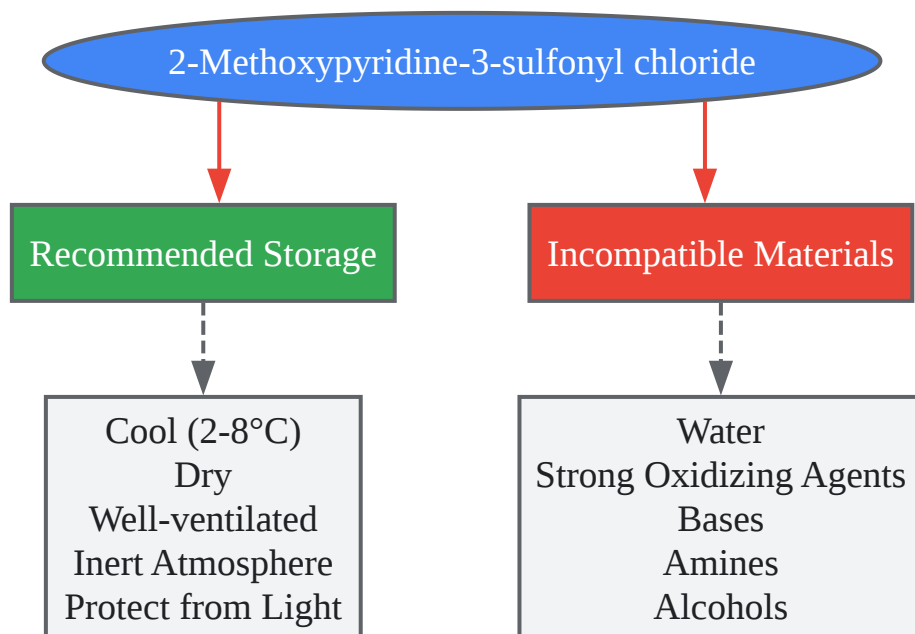 2-Methoxypyridine-3-sulfonyl chloride
Recommended Storage
Incompatible Materials
Cool (2-8°C)
Dry
Well-ventilated
Inert Atmosphere
Protect from Light
Water
Strong Oxidizing Agents
Bases
Amines
Alcohols